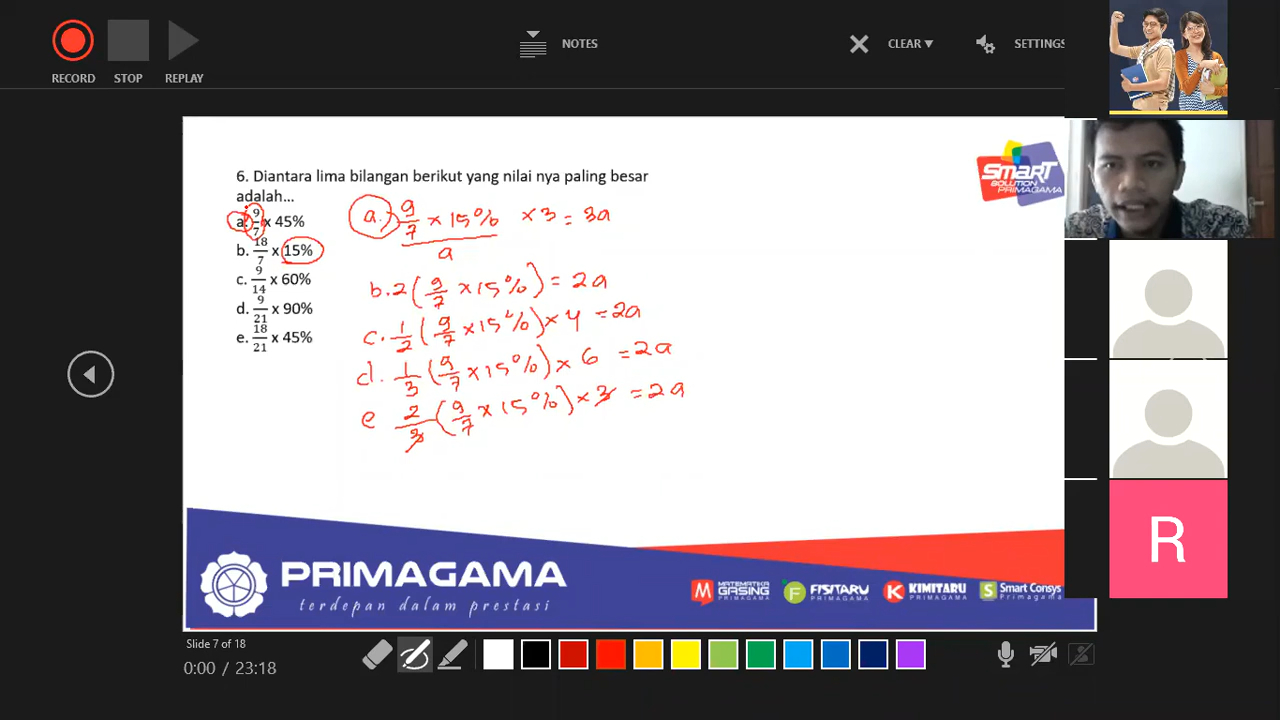 RECORD
STOP
REPLAY
NOTES
CLEAR
SETTINGS
6. Diantara lima bilangan berikut yang nilai nya paling besar
adalah...
a. 9/7 x 45%
b. 18/7 x 15%
c. 9/14 x 60%
d. 9/21 x 90%
e. 18/21 x 45%
a.) 9/7 x 15% x 3 = 3a
a
b. 2 (9/7 x 15%) = 2a
c. 1/2 (9/7 x 15%) x 4 = 2a
d. 1/3 (9/7 x 15%) x 6 = 2a
e 2/3 (9/7 x 15%) x 3 = 2a
SMART
SOLUTION
PRIMAGAMA
PRIMAGAMA
terdepan dalam prestasi
M MATEMATIKA
GASING
PRIMAGAMA
F FISITARU
PRIMAGAMA
K KIMITARU
PRIMAGAMA
S Smart Consys
Primagama
R
Slide 7 of 18
0:00 / 23:18